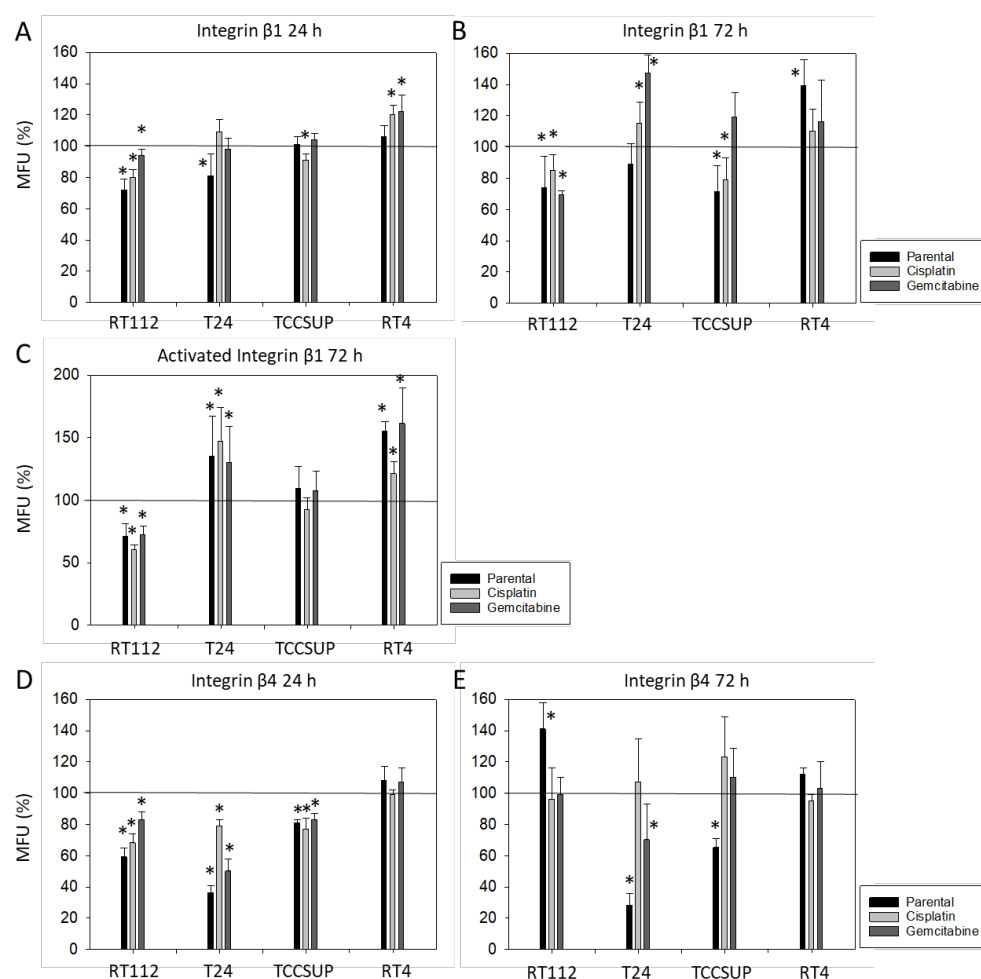 A
Integrin β1 24 h
160
140
120
100
80
60
40
20
0
MFU (%)
* * * * * * *
RT112 T24 TCCSUP RT4
B
Integrin β1 72 h
160
140
120
100
80
60
40
20
0
* * * * * * * *
RT112 T24 TCCSUP RT4
Parental
Cisplatin
Gemcitabine
C
Activated Integrin β1 72 h
200
150
100
50
0
MFU (%)
* * * * * * * * *
RT112 T24 TCCSUP RT4
Parental
Cisplatin
Gemcitabine
D
Integrin β4 24 h
160
140
120
100
80
60
40
20
0
MFU (%)
* * * * * * * * *
RT112 T24 TCCSUP RT4
E
Integrin β4 72 h
160
140
120
100
80
60
40
20
0
* * * *
RT112 T24 TCCSUP RT4
Parental
Cisplatin
Gemcitabine